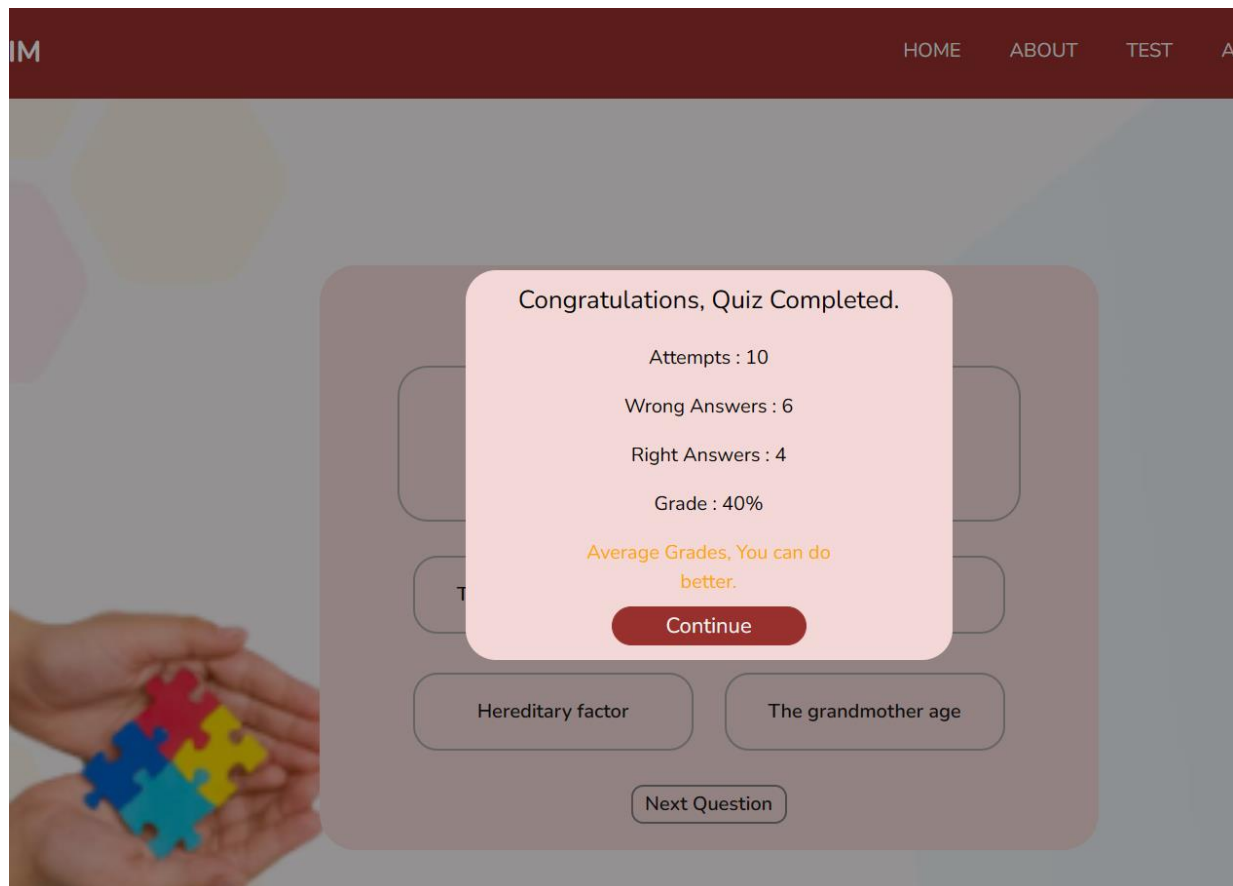 IM
HOME ABOUT TEST A
Congratulations, Quiz Completed.
Attempts : 10
Wrong Answers : 6
Right Answers : 4
Grade : 40%
Average Grades, You can do
better.
T
Continue
Hereditary factor The grandmother age
Next Question